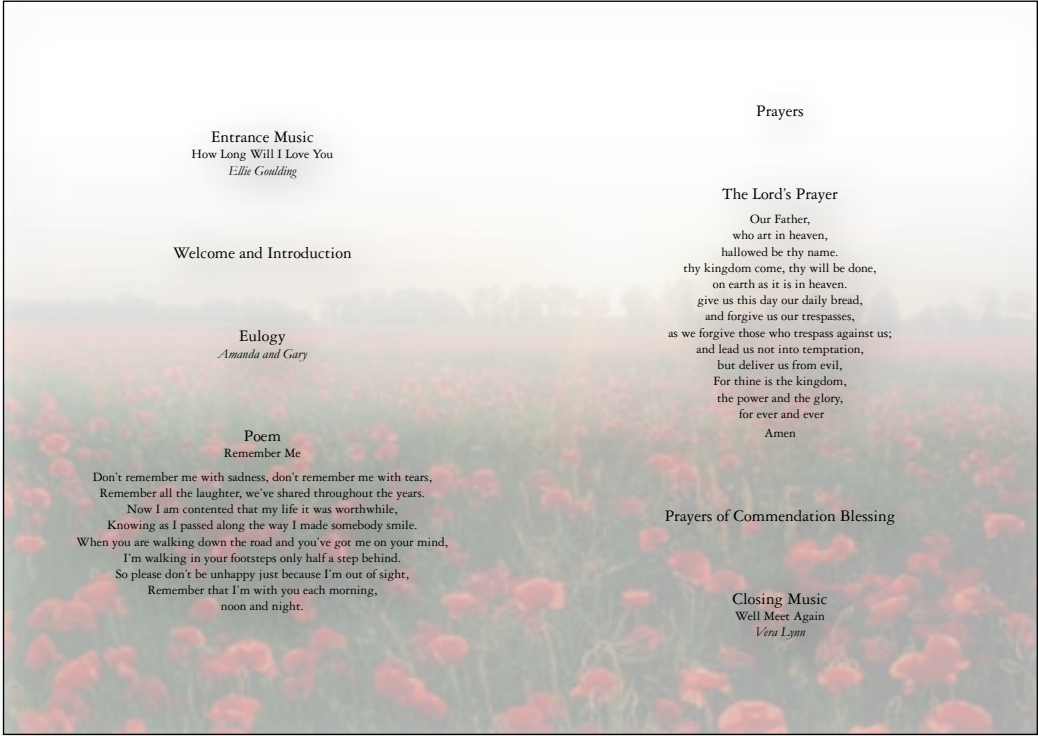 Entrance Music
How Long Will I Love You
Ellie Goulding
Welcome and Introduction
Eulogy
Amanda and Gary
Poem
Remember Me
Don't remember me with sadness, don't remember me with tears,
Remember all the laughter, we've shared throughout the years.
Now I am contented that my life it was worthwhile,
Knowing as I passed along the way I made somebody smile.
When you are walking down the road and you've got me on your mind,
I'm walking in your footsteps only half a step behind.
So please don't be unhappy just because I'm out of sight,
Remember that I'm with you each morning,
noon and night.
Prayers
The Lord's Prayer
Our Father,
who art in heaven,
hallowed be thy name.
thy kingdom come, thy will be done,
on earth as it is in heaven.
give us this day our daily bread,
and forgive us our trespasses,
as we forgive those who trespass against us;
and lead us not into temptation,
but deliver us from evil,
For thine is the kingdom,
the power and the glory,
for ever and ever
Amen
Prayers of Commendation Blessing
Closing Music
Well Meet Again
Vera Lynn